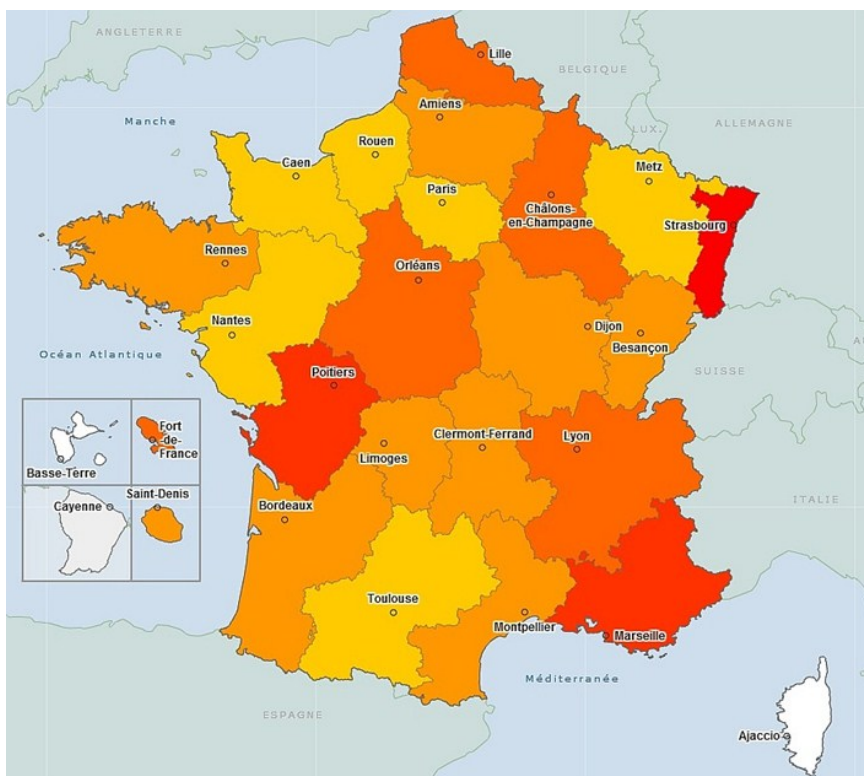 ANGLETERRE
Lille
BELGIQUE
Amiens
Manche
LUX.
ALLEMAGNE
Rouen
Caen
Metz
Paris
Châlons-
en-Champagne
Strasbourg
Rennes
Orléans
Nantes
Dijon
Besançon
Océan Atlantique
SUISSE
Poitiers
Fort
-de-
France
Clermont-Ferrand
Lyon
Limoges
Basse-Terre
Saint-Denis
Cayenne
Bordeaux
ITALIE
Toulouse
Montpellier
Marseille
Méditerranée
ESPAGNE
Ajaccio